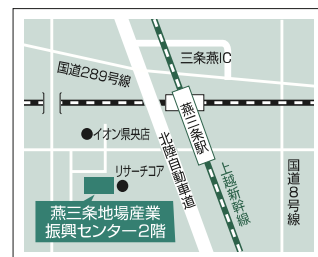 三条燕IC
国道289号線
燕三条駅
イオン県央店
北陸自動車道
リサーチコア
上越新幹線
国道8号線
燕三条地場産業
振興センター2階